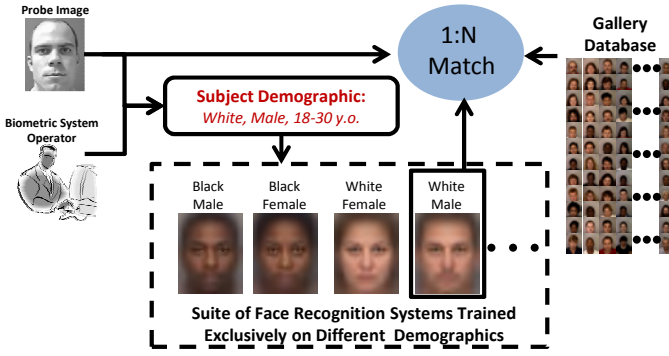 Probe Image
1:N
Match
Gallery
Database
Subject Demographic:
White, Male, 18-30 y.o.
Biometric System
Operator
Black
Male
Black
Female
White
Female
White
Male
Suite of Face Recognition Systems Trained
Exclusively on Different Demographics